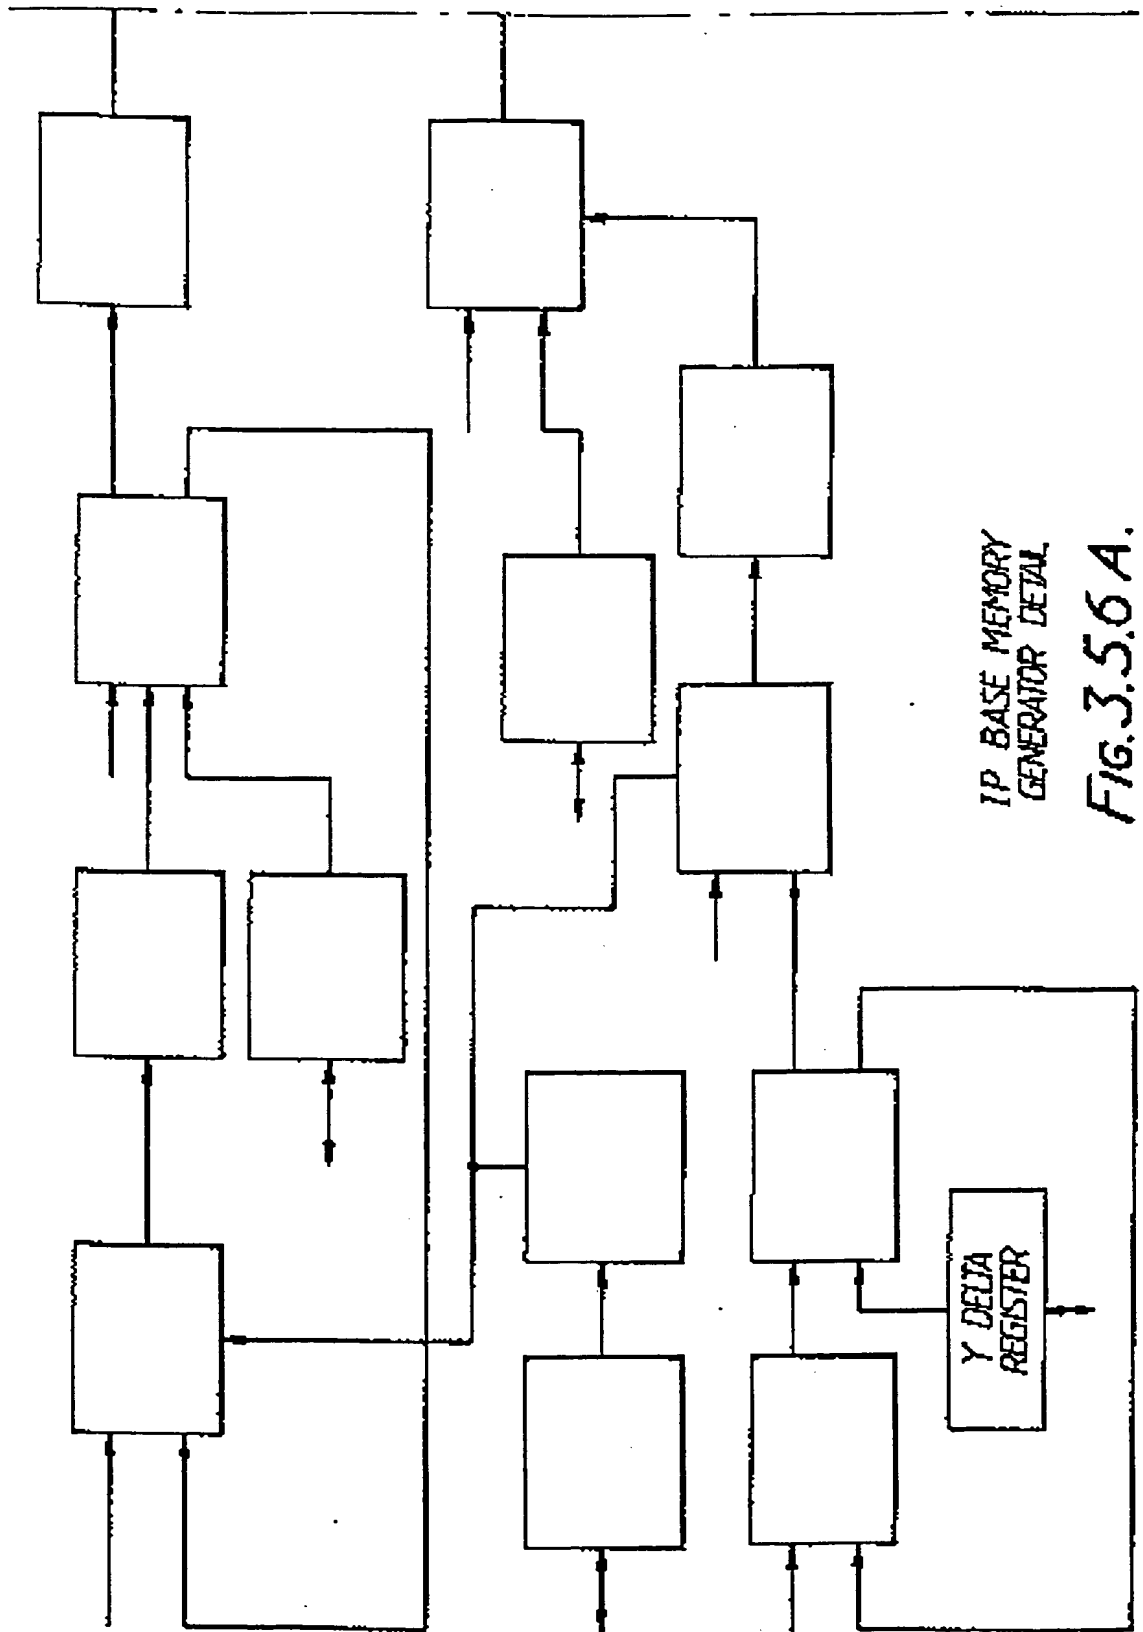 Y DELTA
REGISTER
IP BASE MEMORY
GENERATOR DETAIL
FIG. 3.5.6 A.